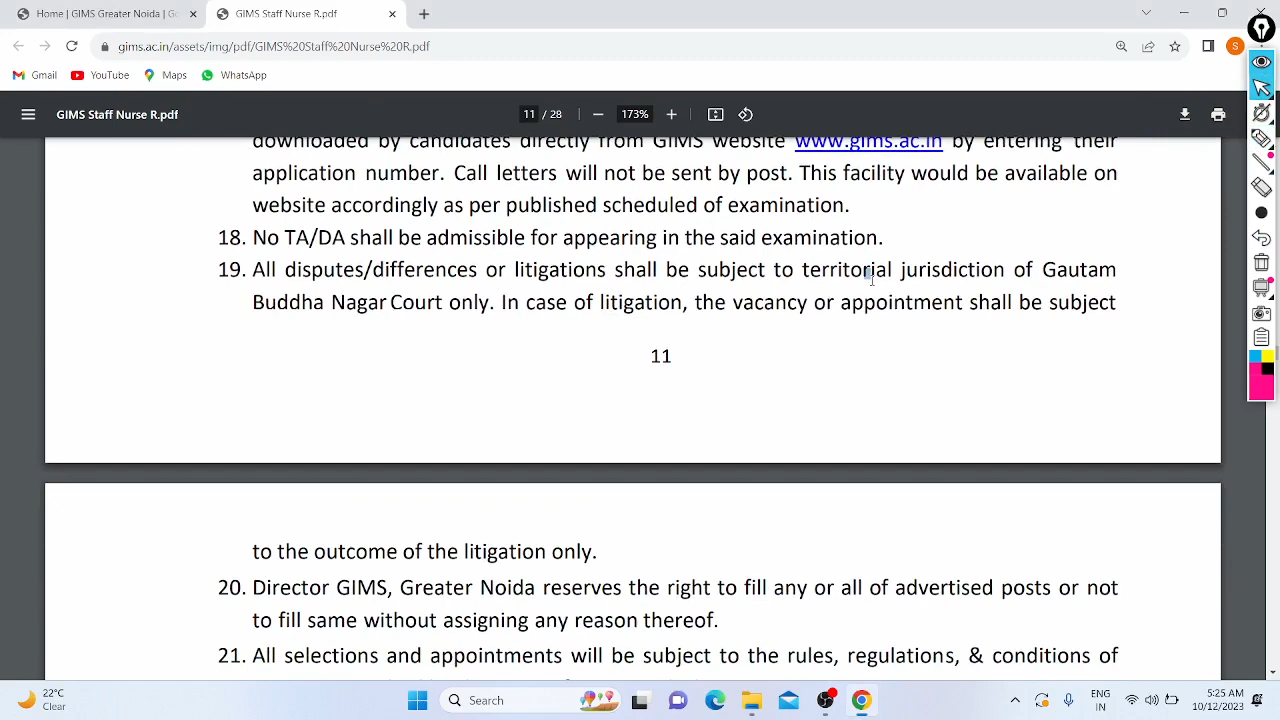 Home | GIMS Greater Noida | Go
GIMS Staff Nurse R.pdf
gims.ac.in/assets/img/pdf/GIMS%20Staff%20Nurse%20R.pdf
S
Gmail
YouTube
Maps
WhatsApp
GIMS Staff Nurse R.pdf
11 / 28
173%
downloaded by candidates directly from GIMS website www.gims.ac.in by entering their
application number. Call letters will not be sent by post. This facility would be available on
website accordingly as per published scheduled of examination.
18. No TA/DA shall be admissible for appearing in the said examination.
19. All disputes/differences or litigations shall be subject to territorial jurisdiction of Gautam
Buddha Nagar Court only. In case of litigation, the vacancy or appointment shall be subject
11
to the outcome of the litigation only.
20. Director GIMS, Greater Noida reserves the right to fill any or all of advertised posts or not
to fill same without assigning any reason thereof.
21. All selections and appointments will be subject to the rules, regulations, & conditions of
22°C
Clear
Search
ENG
IN
5:25 AM
10/12/2023